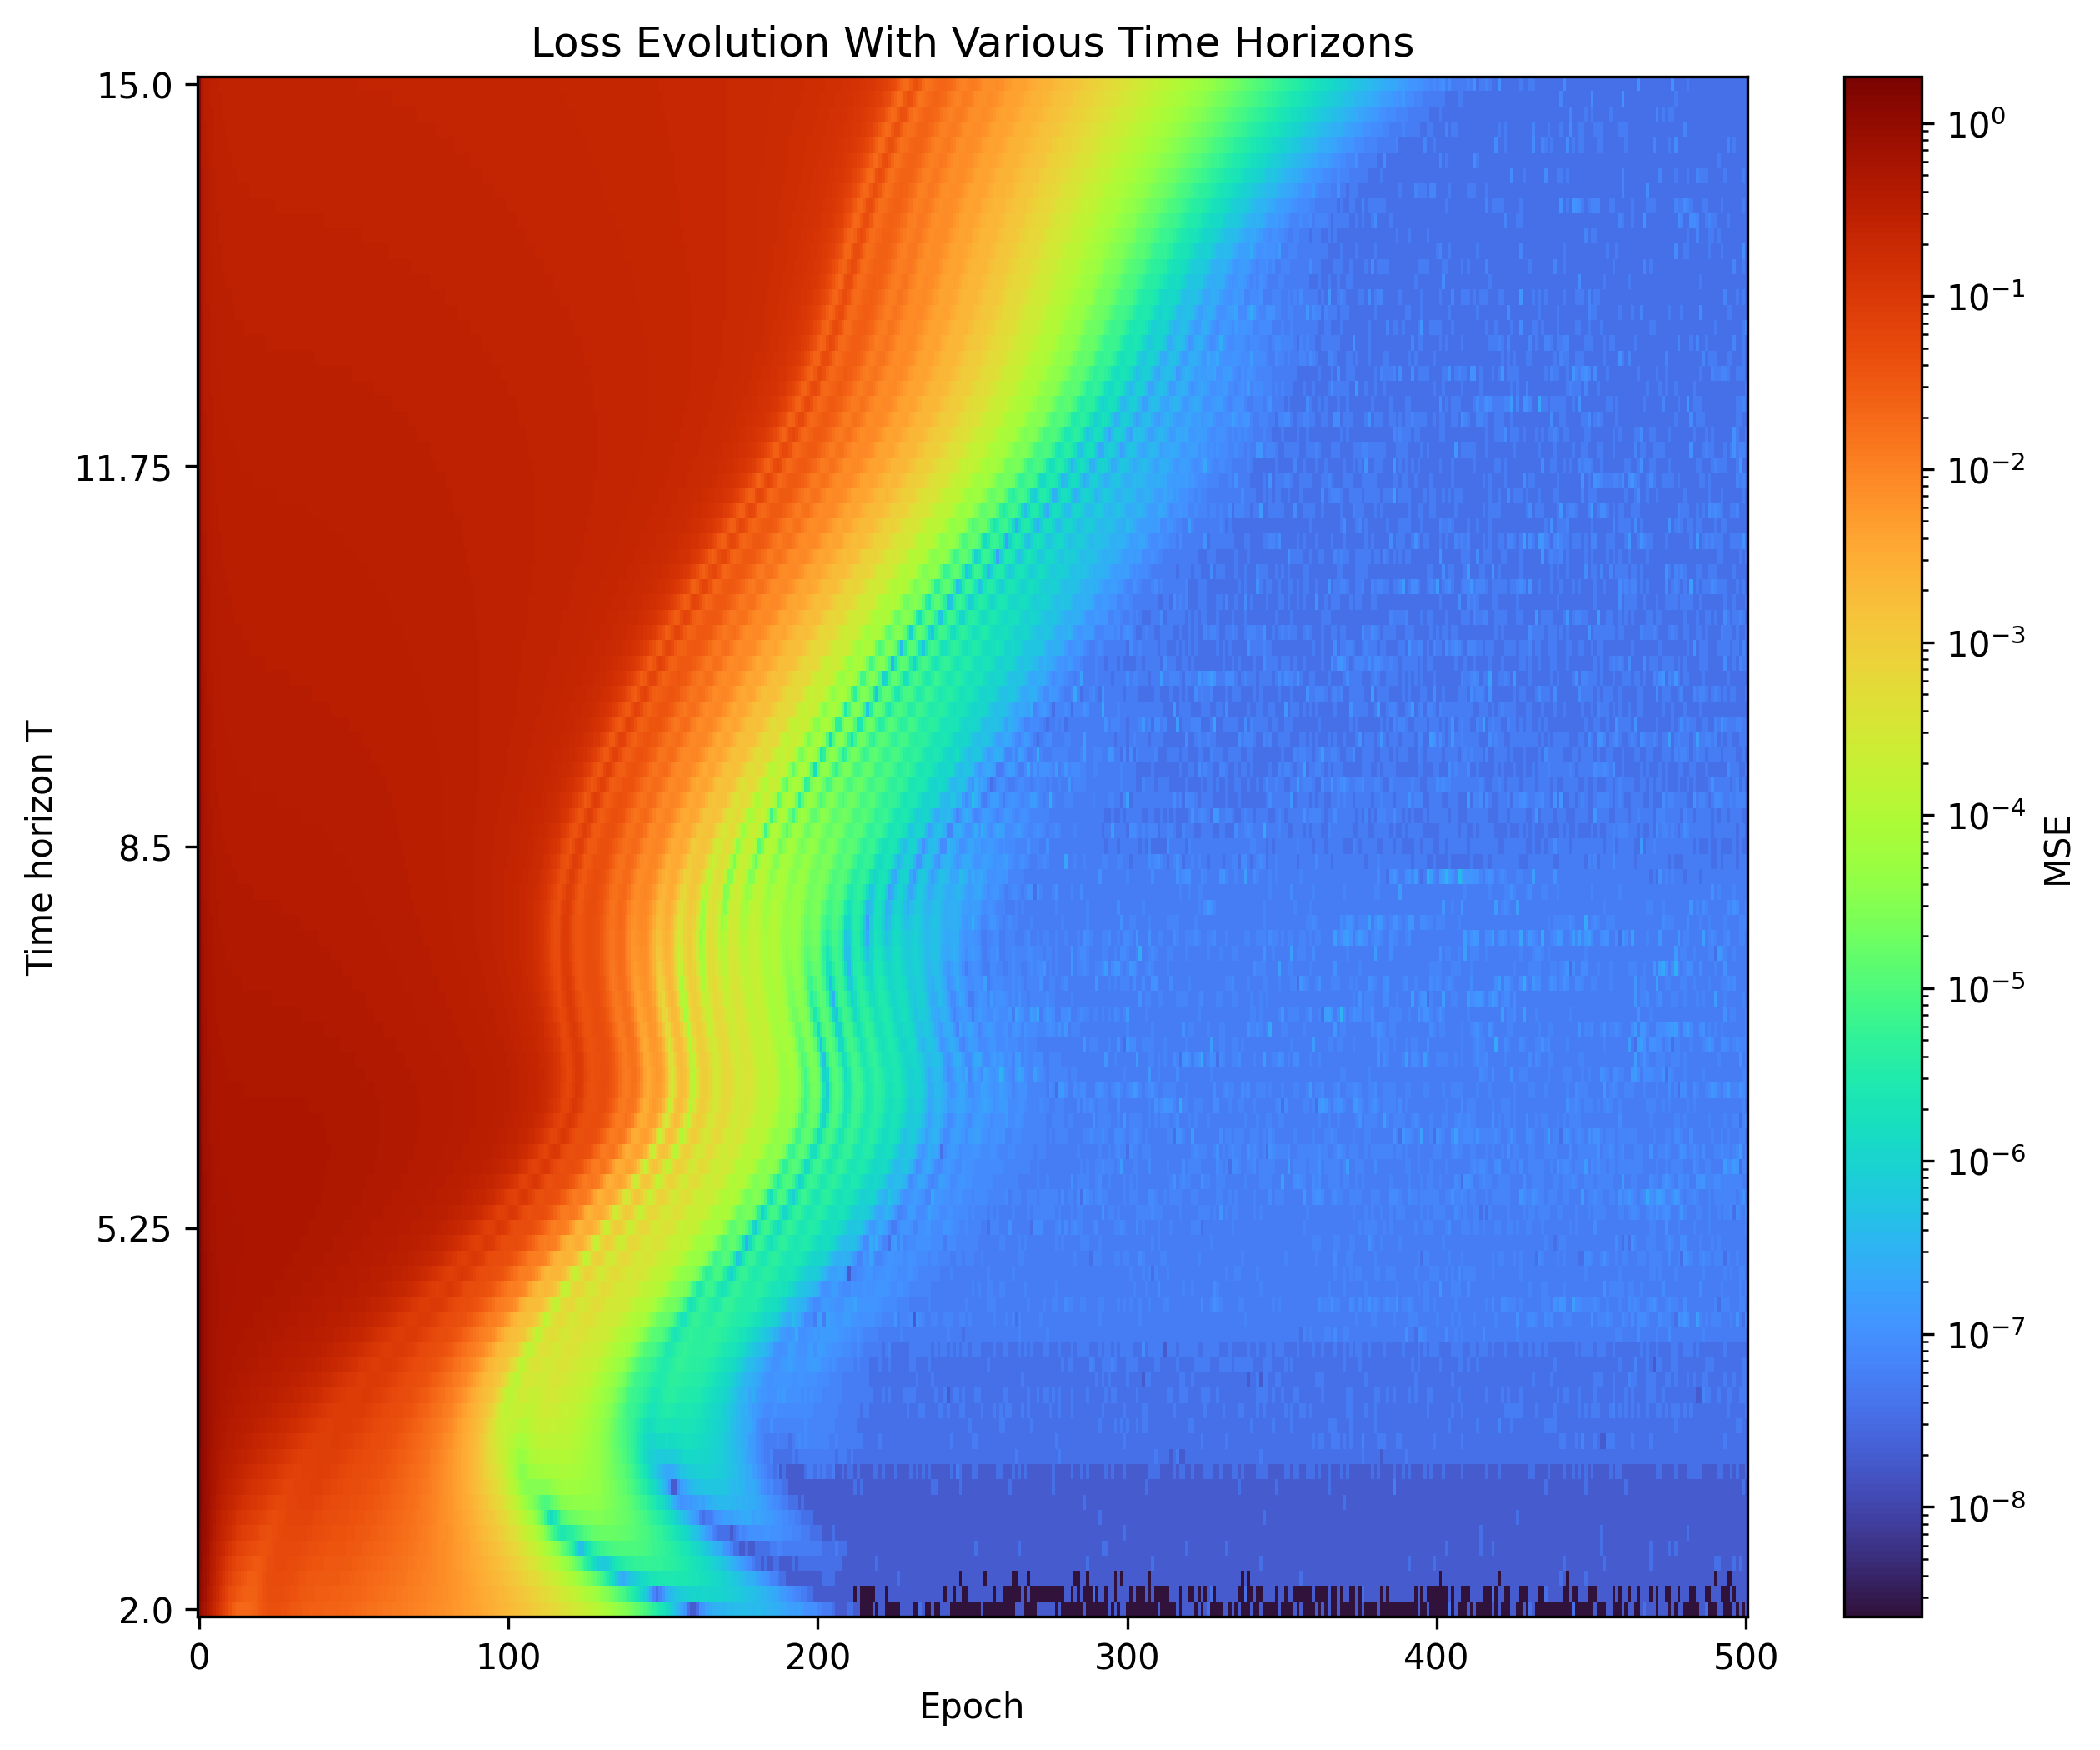 Loss Evolution With Various Time Horizons
15.0
11.75
8.5
5.25
2.0
Time horizon T
0 100 200 300 400 500
Epoch
10⁰
10⁻¹
10⁻²
10⁻³
10⁻⁴
10⁻⁵
10⁻⁶
10⁻⁷
10⁻⁸
MSE